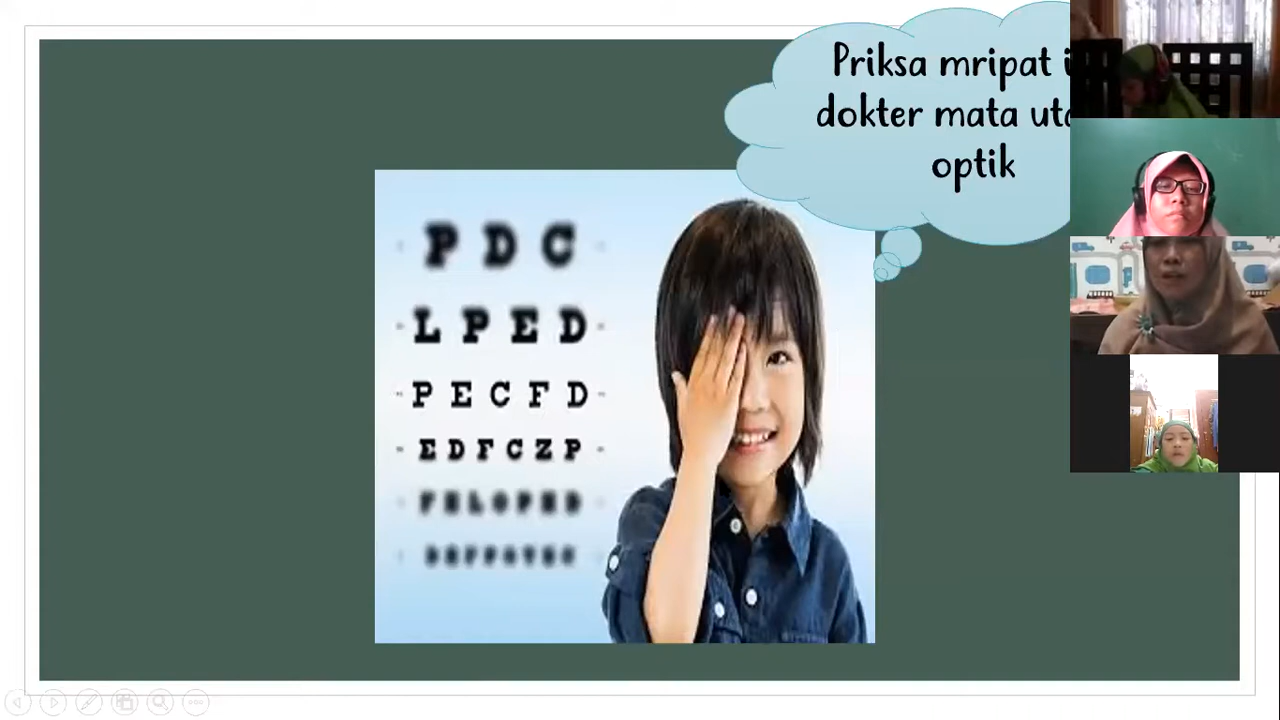 Priksa mripat
dokter mata
optik
P D C
L P E D
P E C F D
E D F C Z P
F E L O P E D